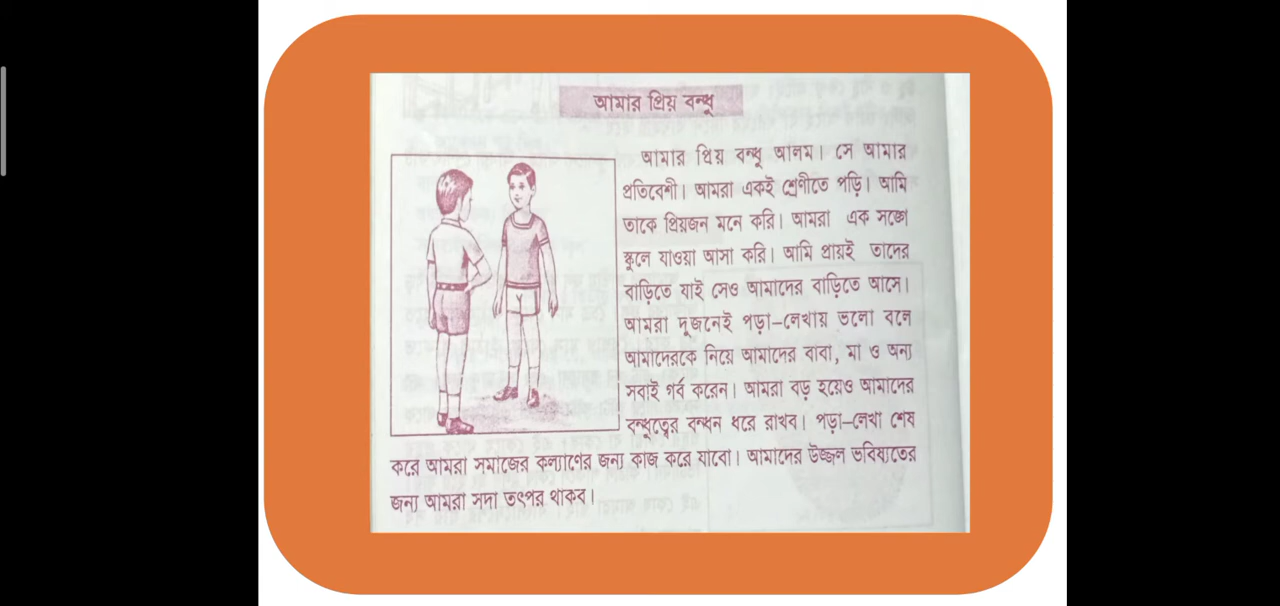 আমার প্রিয় বন্ধু
আমার প্রিয় বন্ধু আলম। সে আমার
প্রতিবেশী। আমরা একই শ্রেণীতে পড়ি। আমি
তাকে প্রিয়জন মনে করি। আমরা এক সঙ্গে
স্কুলে যাওয়া আসা করি। আমি প্রায়ই তাদের
বাড়িতে যাই সেও আমাদের বাড়িতে আসে।
আমরা দুজনেই পড়া-লেখায় ভলো বলে
আমাদেরকে নিয়ে আমাদের বাবা, মা ও অন্য
সবাই গর্ব করেন। আমরা বড় হয়েও আমাদের
বন্ধুত্বের বন্ধন ধরে রাখব। পড়া-লেখা শেষ
করে আমরা সমাজের কল্যাণের জন্য কাজ করে যাবো। আমাদের উজ্জল ভবিষ্যতের
জন্য আমরা সদা তৎপর থাকব।